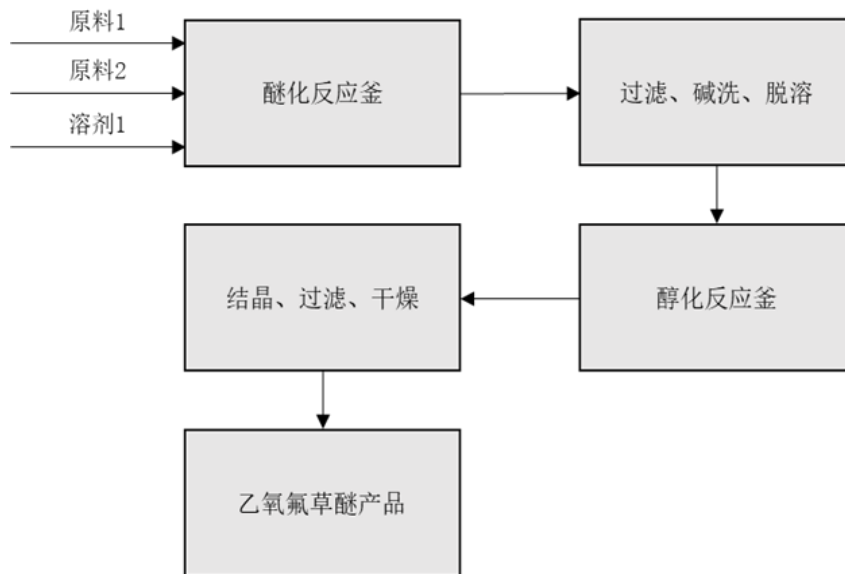 原料1
原料2
溶剂1
醚化反应釜
过滤、碱洗、脱溶
醇化反应釜
结晶、过滤、干燥
乙氧氟草醚产品